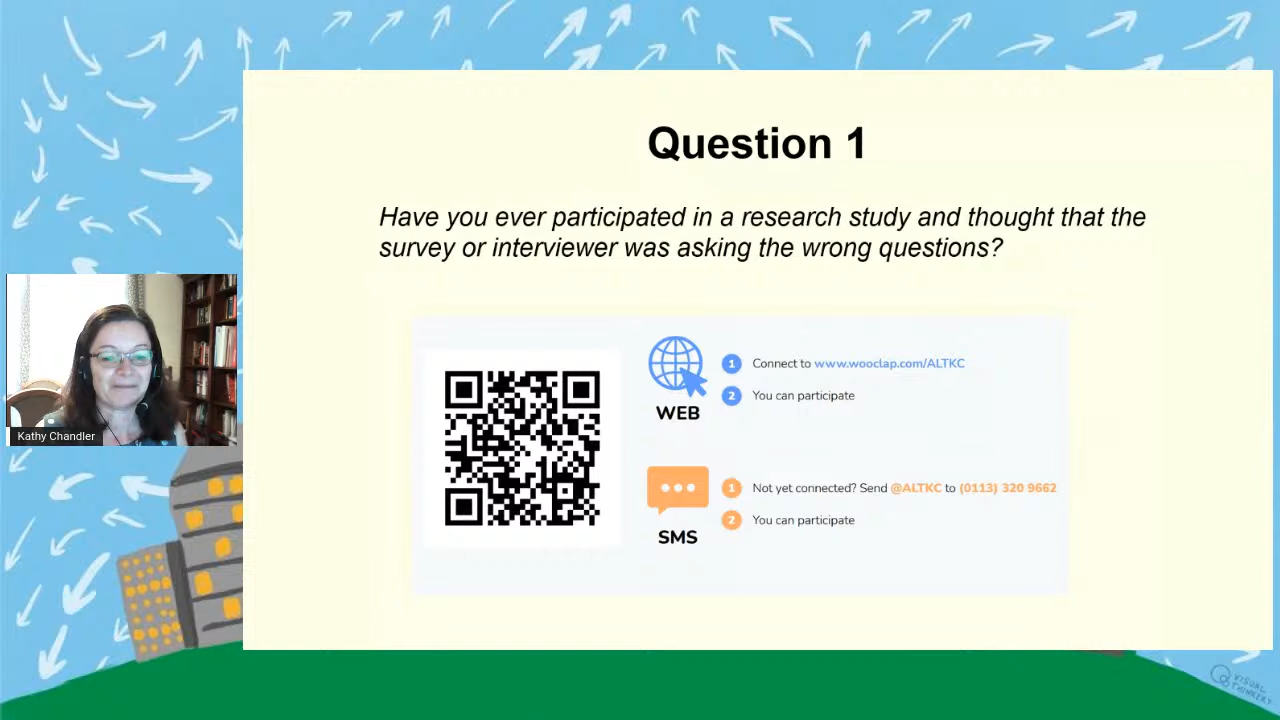 Question 1
Have you ever participated in a research study and thought that the
survey or interviewer was asking the wrong questions?
WEB
1 Connect to www.wooclap.com/ALTKC
2 You can participate
SMS
1 Not yet connected? Send @ALTKC to (0113) 320 9662
2 You can participate
Kathy Chandler
VISUAL
THINKERY